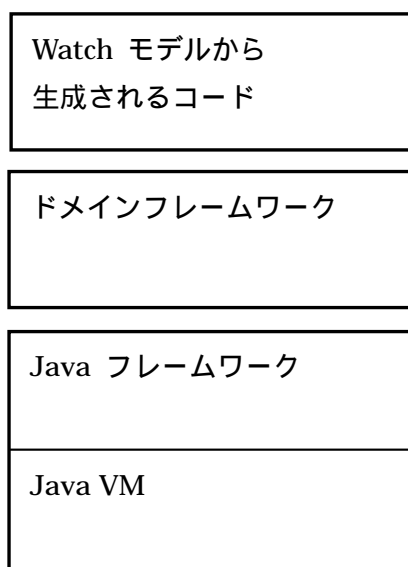 Watch モデルから
生成されるコード
ドメインフレームワーク
Java フレームワーク
Java VM